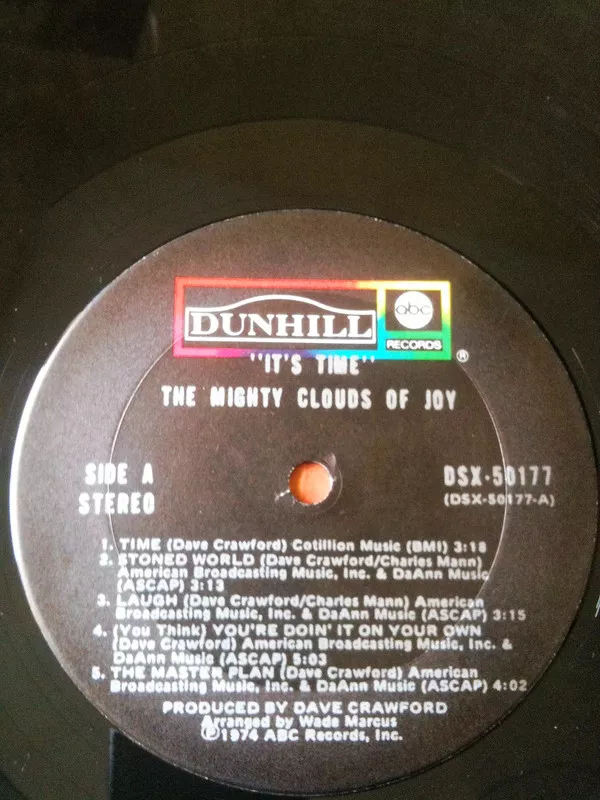 DUNHILL
abc
RECORDS
®
"IT'S TIME"
THE MIGHTY CLOUDS OF JOY
SIDE A
STEREO
DSX-50177
(DSX-50177-A)
1. TIME (Dave Crawford) Cotillion Music (BMI) 3:18
2. STONED WORLD (Dave Crawford/Charles Mann)
American Broadcasting Music, Inc. & DaAnn Music
(ASCAP) 3:13
3. LAUGH (Dave Crawford/Charles Mann) American
Broadcasting Music, Inc. & DaAnn Music (ASCAP) 3:15
4. (You Think) YOU'RE DOIN' IT ON YOUR OWN
(Dave Crawford) American Broadcasting Music, Inc. &
DaAnn Music (ASCAP) 5:03
5. THE MASTER PLAN (Dave Crawford) American
Broadcasting Music, Inc. & DaAnn Music (ASCAP) 4:02
PRODUCED BY DAVE CRAWFORD
Arranged by Wade Marcus
℗1974 ABC Records, Inc.